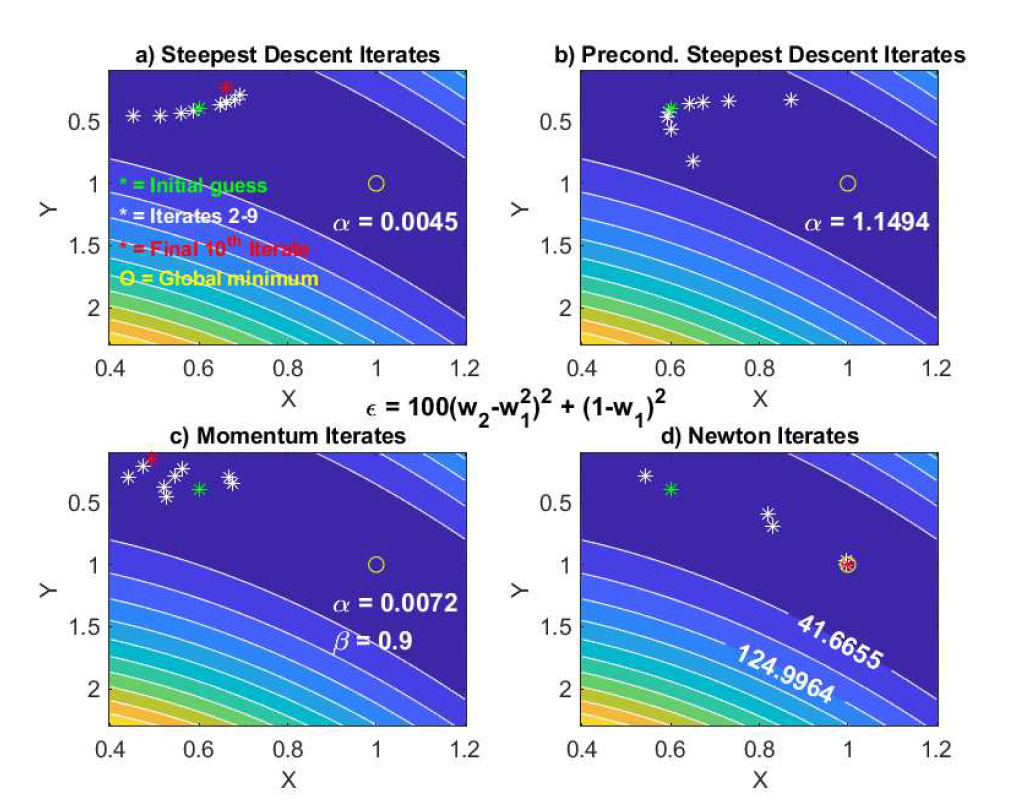 a) Steepest Descent Iterates
0.5
1
1.5
2
Y
* = Initial guess
* = Iterates 2-9
* = Final 10th Iterate
O = Global minimum
α = 0.0045
0.4 0.6 0.8 1 1.2
X
b) Precond. Steepest Descent Iterates
0.5
1
1.5
2
Y
α = 1.1494
0.4 0.6 0.8 1 1.2
X
ϵ = 100(w₂-w₁²)² + (1-w₁)²
c) Momentum Iterates
0.5
1
1.5
2
Y
α = 0.0072
β = 0.9
0.4 0.6 0.8 1 1.2
X
d) Newton Iterates
0.5
1
1.5
2
Y
41.6655
124.9964
0.4 0.6 0.8 1 1.2
X